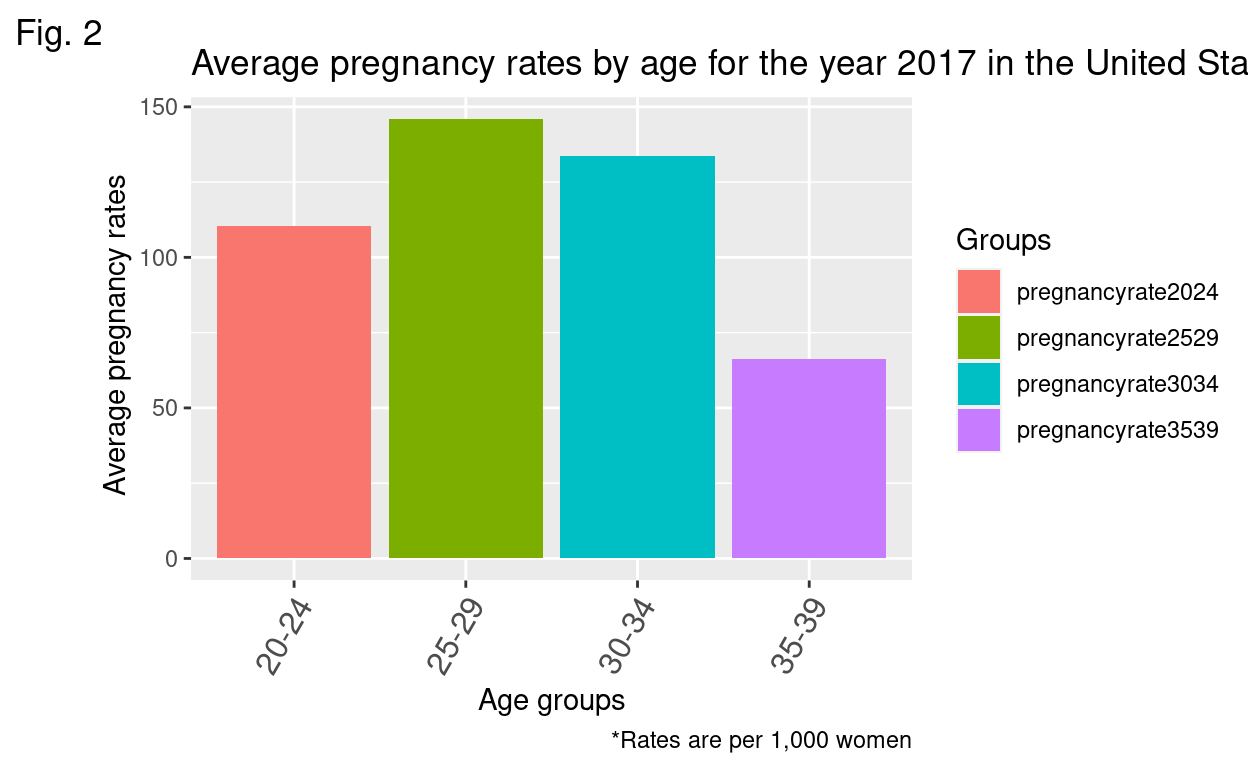 Fig. 2
Average pregnancy rates by age for the year 2017 in the United Sta
150
100
50
0
Average pregnancy rates
20-24
25-29
30-34
35-39
Age groups
*Rates are per 1,000 women
Groups
pregnancyrate2024
pregnancyrate2529
pregnancyrate3034
pregnancyrate3539